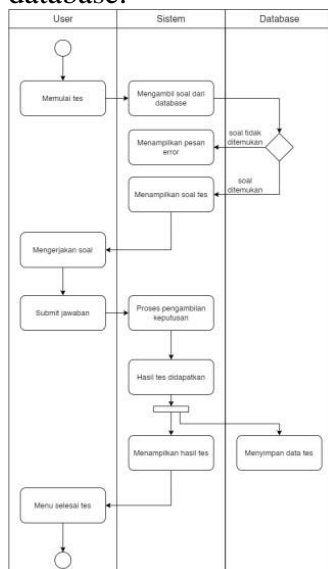 database.
User
Sistem
Database
Memulai tes
Mengambil soal dari
database
Menampilkan pesan
error
soal tidak
ditemukan
soal
ditemukan
Menampilkan soal tes
Mengerjakan soal
Submit jawaban
Proses pengambilan
keputusan
Hasil tes didapatkan
Menampilkan hasil tes
Menyimpan data tes
Menu selesai tes